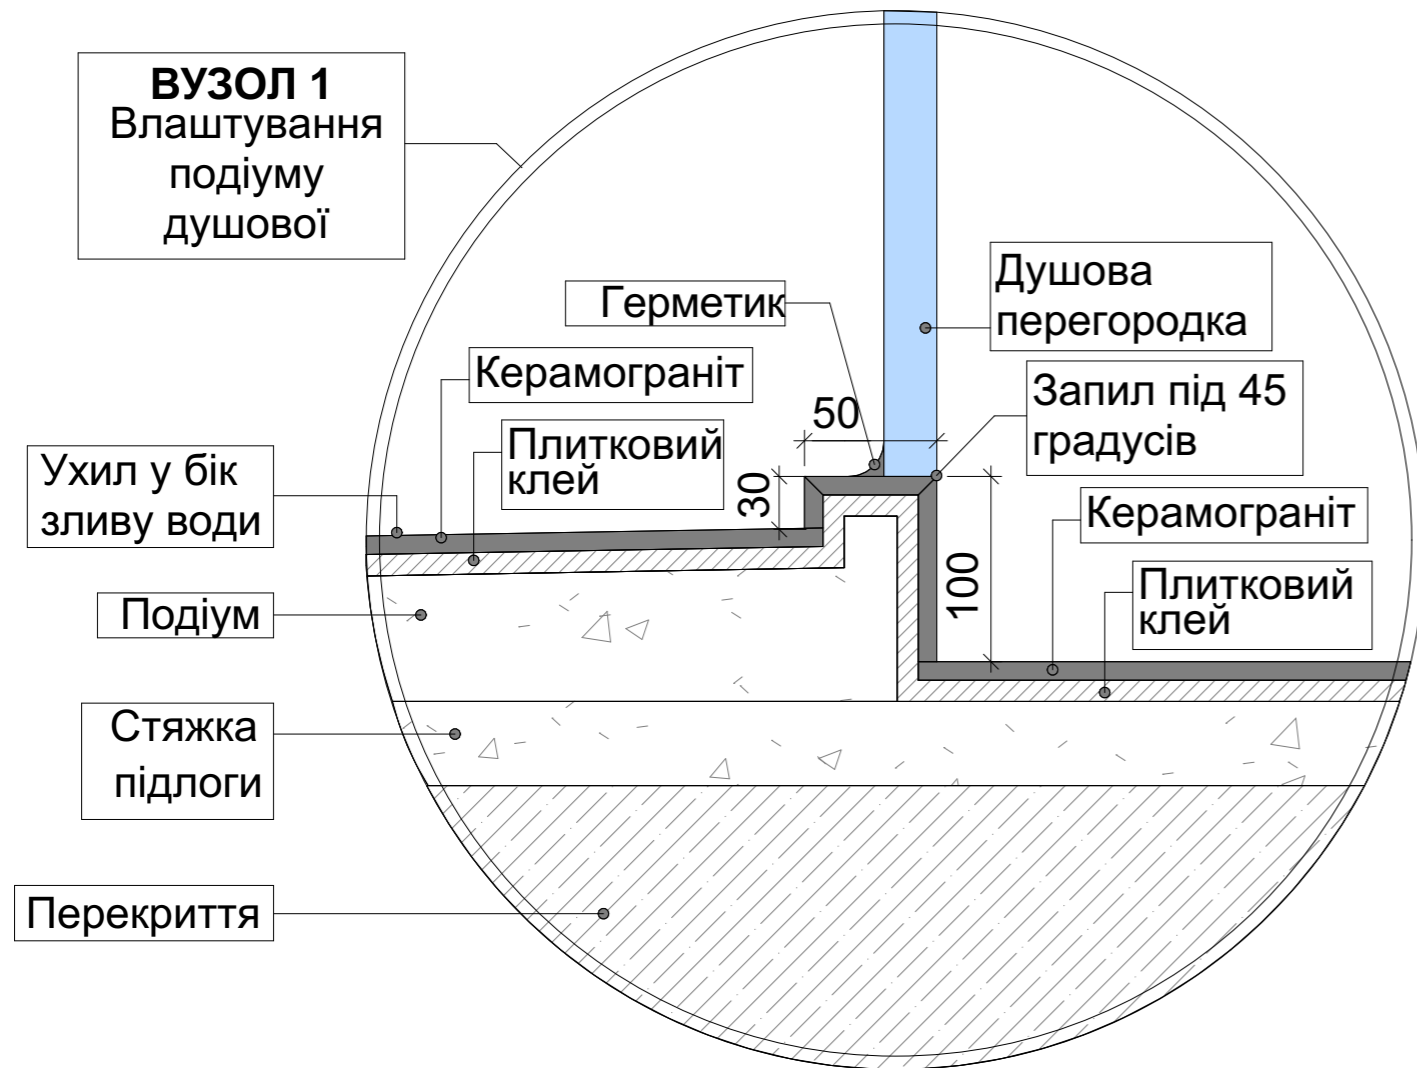 ВУЗОЛ 1
Влаштування
подіуму
душової
Душова
перегородка
Герметик
Керамограніт
Запил під 45
градусів
50
Плитковий
клей
Ухил у бік
зливу води
30
Керамограніт
100
Плитковий
клей
Подіум
Стяжка
підлоги
Перекриття